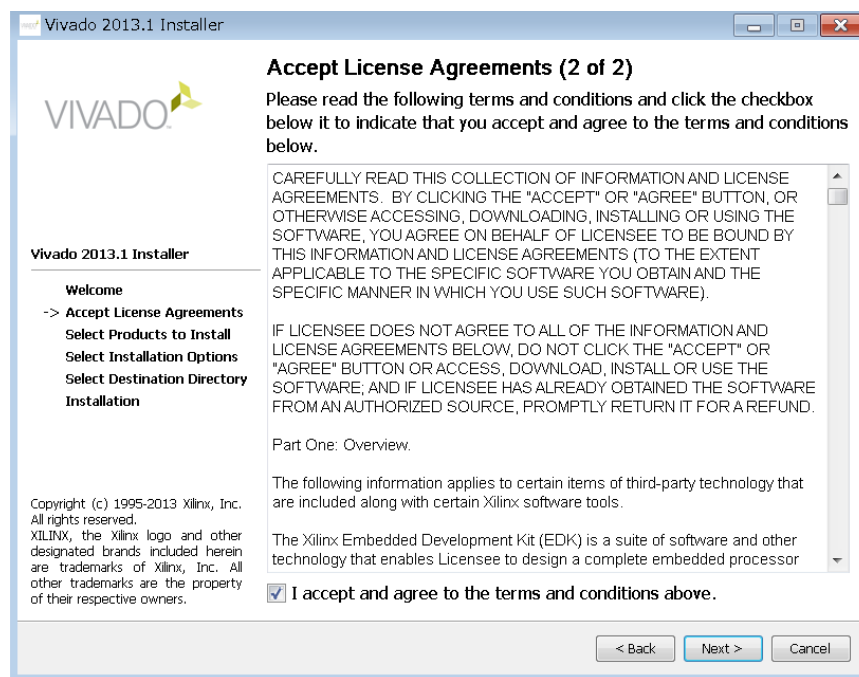 Vivado 2013.1 Installer
VIVADO
Vivado 2013.1 Installer
Welcome
-> Accept License Agreements
Select Products to Install
Select Installation Options
Select Destination Directory
Installation
Copyright (c) 1995-2013 Xilinx, Inc.
All rights reserved.
XILINX, the Xilinx logo and other
designated brands included herein
are trademarks of Xilinx, Inc. All
other trademarks are the property
of their respective owners.
Accept License Agreements (2 of 2)
Please read the following terms and conditions and click the checkbox
below it to indicate that you accept and agree to the terms and conditions
below.
CAREFULLY READ THIS COLLECTION OF INFORMATION AND LICENSE
AGREEMENTS. BY CLICKING THE "ACCEPT" OR "AGREE" BUTTON, OR
OTHERWISE ACCESSING, DOWNLOADING, INSTALLING OR USING THE
SOFTWARE, YOU AGREE ON BEHALF OF LICENSEE TO BE BOUND BY
THIS INFORMATION AND LICENSE AGREEMENTS (TO THE EXTENT
APPLICABLE TO THE SPECIFIC SOFTWARE YOU OBTAIN AND THE
SPECIFIC MANNER IN WHICH YOU USE SUCH SOFTWARE).
IF LICENSEE DOES NOT AGREE TO ALL OF THE INFORMATION AND
LICENSE AGREEMENTS BELOW, DO NOT CLICK THE "ACCEPT" OR
"AGREE" BUTTON OR ACCESS, DOWNLOAD, INSTALL OR USE THE
SOFTWARE; AND IF LICENSEE HAS ALREADY OBTAINED THE SOFTWARE
FROM AN AUTHORIZED SOURCE, PROMPTLY RETURN IT FOR A REFUND.
Part One: Overview.
The following information applies to certain items of third-party technology that
are included along with certain Xilinx software tools.
The Xilinx Embedded Development Kit (EDK) is a suite of software and other
technology that enables Licensee to design a complete embedded processor
I accept and agree to the terms and conditions above.
< Back
Next >
Cancel